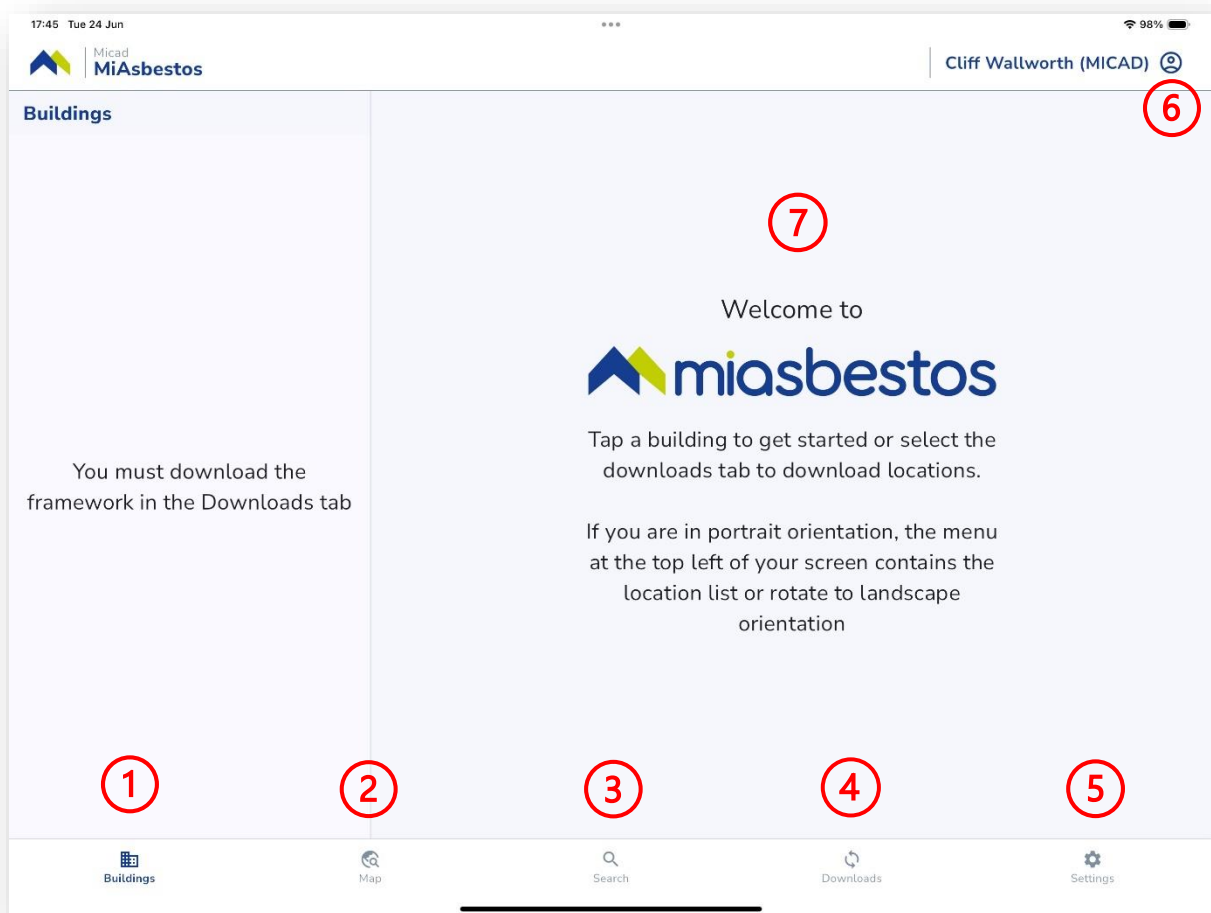 17:45 Tue 24 Jun
98%
Micad
MiAsbestos
Cliff Wallworth (MICAD)
6
Buildings
7
Welcome to
miasbestos
Tap a building to get started or select the
downloads tab to download locations.
You must download the
framework in the Downloads tab
If you are in portrait orientation, the menu
at the top left of your screen contains the
location list or rotate to landscape
orientation
1
2
3
4
5
Buildings
Map
Search
Downloads
Settings